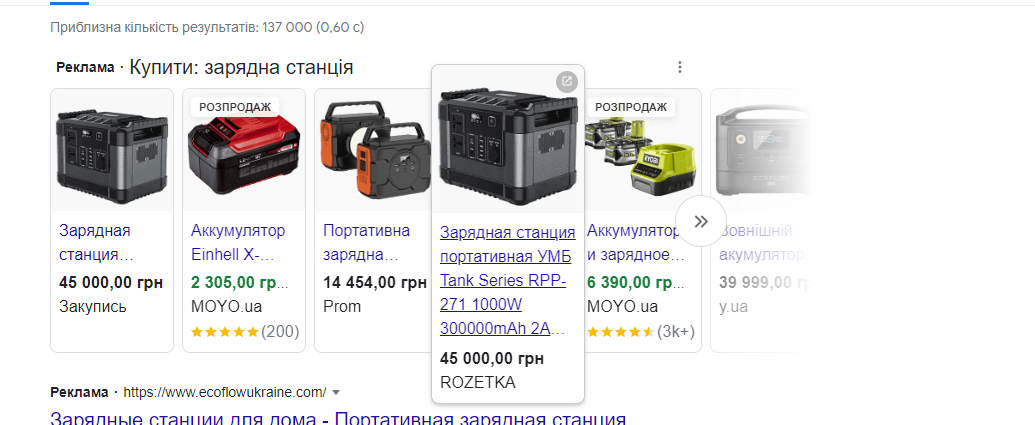 Приблизна кількість результатів: 137 000 (0,60 с)
Реклама · Купити: зарядна станція
Зарядная
станция…
45 000,00 грн
Закупись
РОЗПРОДАЖ
Аккумулятор
Einhell X-…
2 305,00 гр…
MOYO.ua
(200)
Портативна
зарядна…
14 454,00 грн
Prom
Зарядная станция
портативная УМБ
Tank Series RPP-
271 1000W
300000mAh 2A…
45 000,00 грн
ROZETKA
РОЗПРОДАЖ
RYOBI
Аккумулятор
и зарядное…
6 390,00 гр…
MOYO.ua
(3k+)
ECOFLOW
Зовнішній
акумулятор
39 999,00 грн
y.ua
Реклама · https://www.ecoflowukraine.com/
Зарядные станции для дома - Портативная зарядная станция